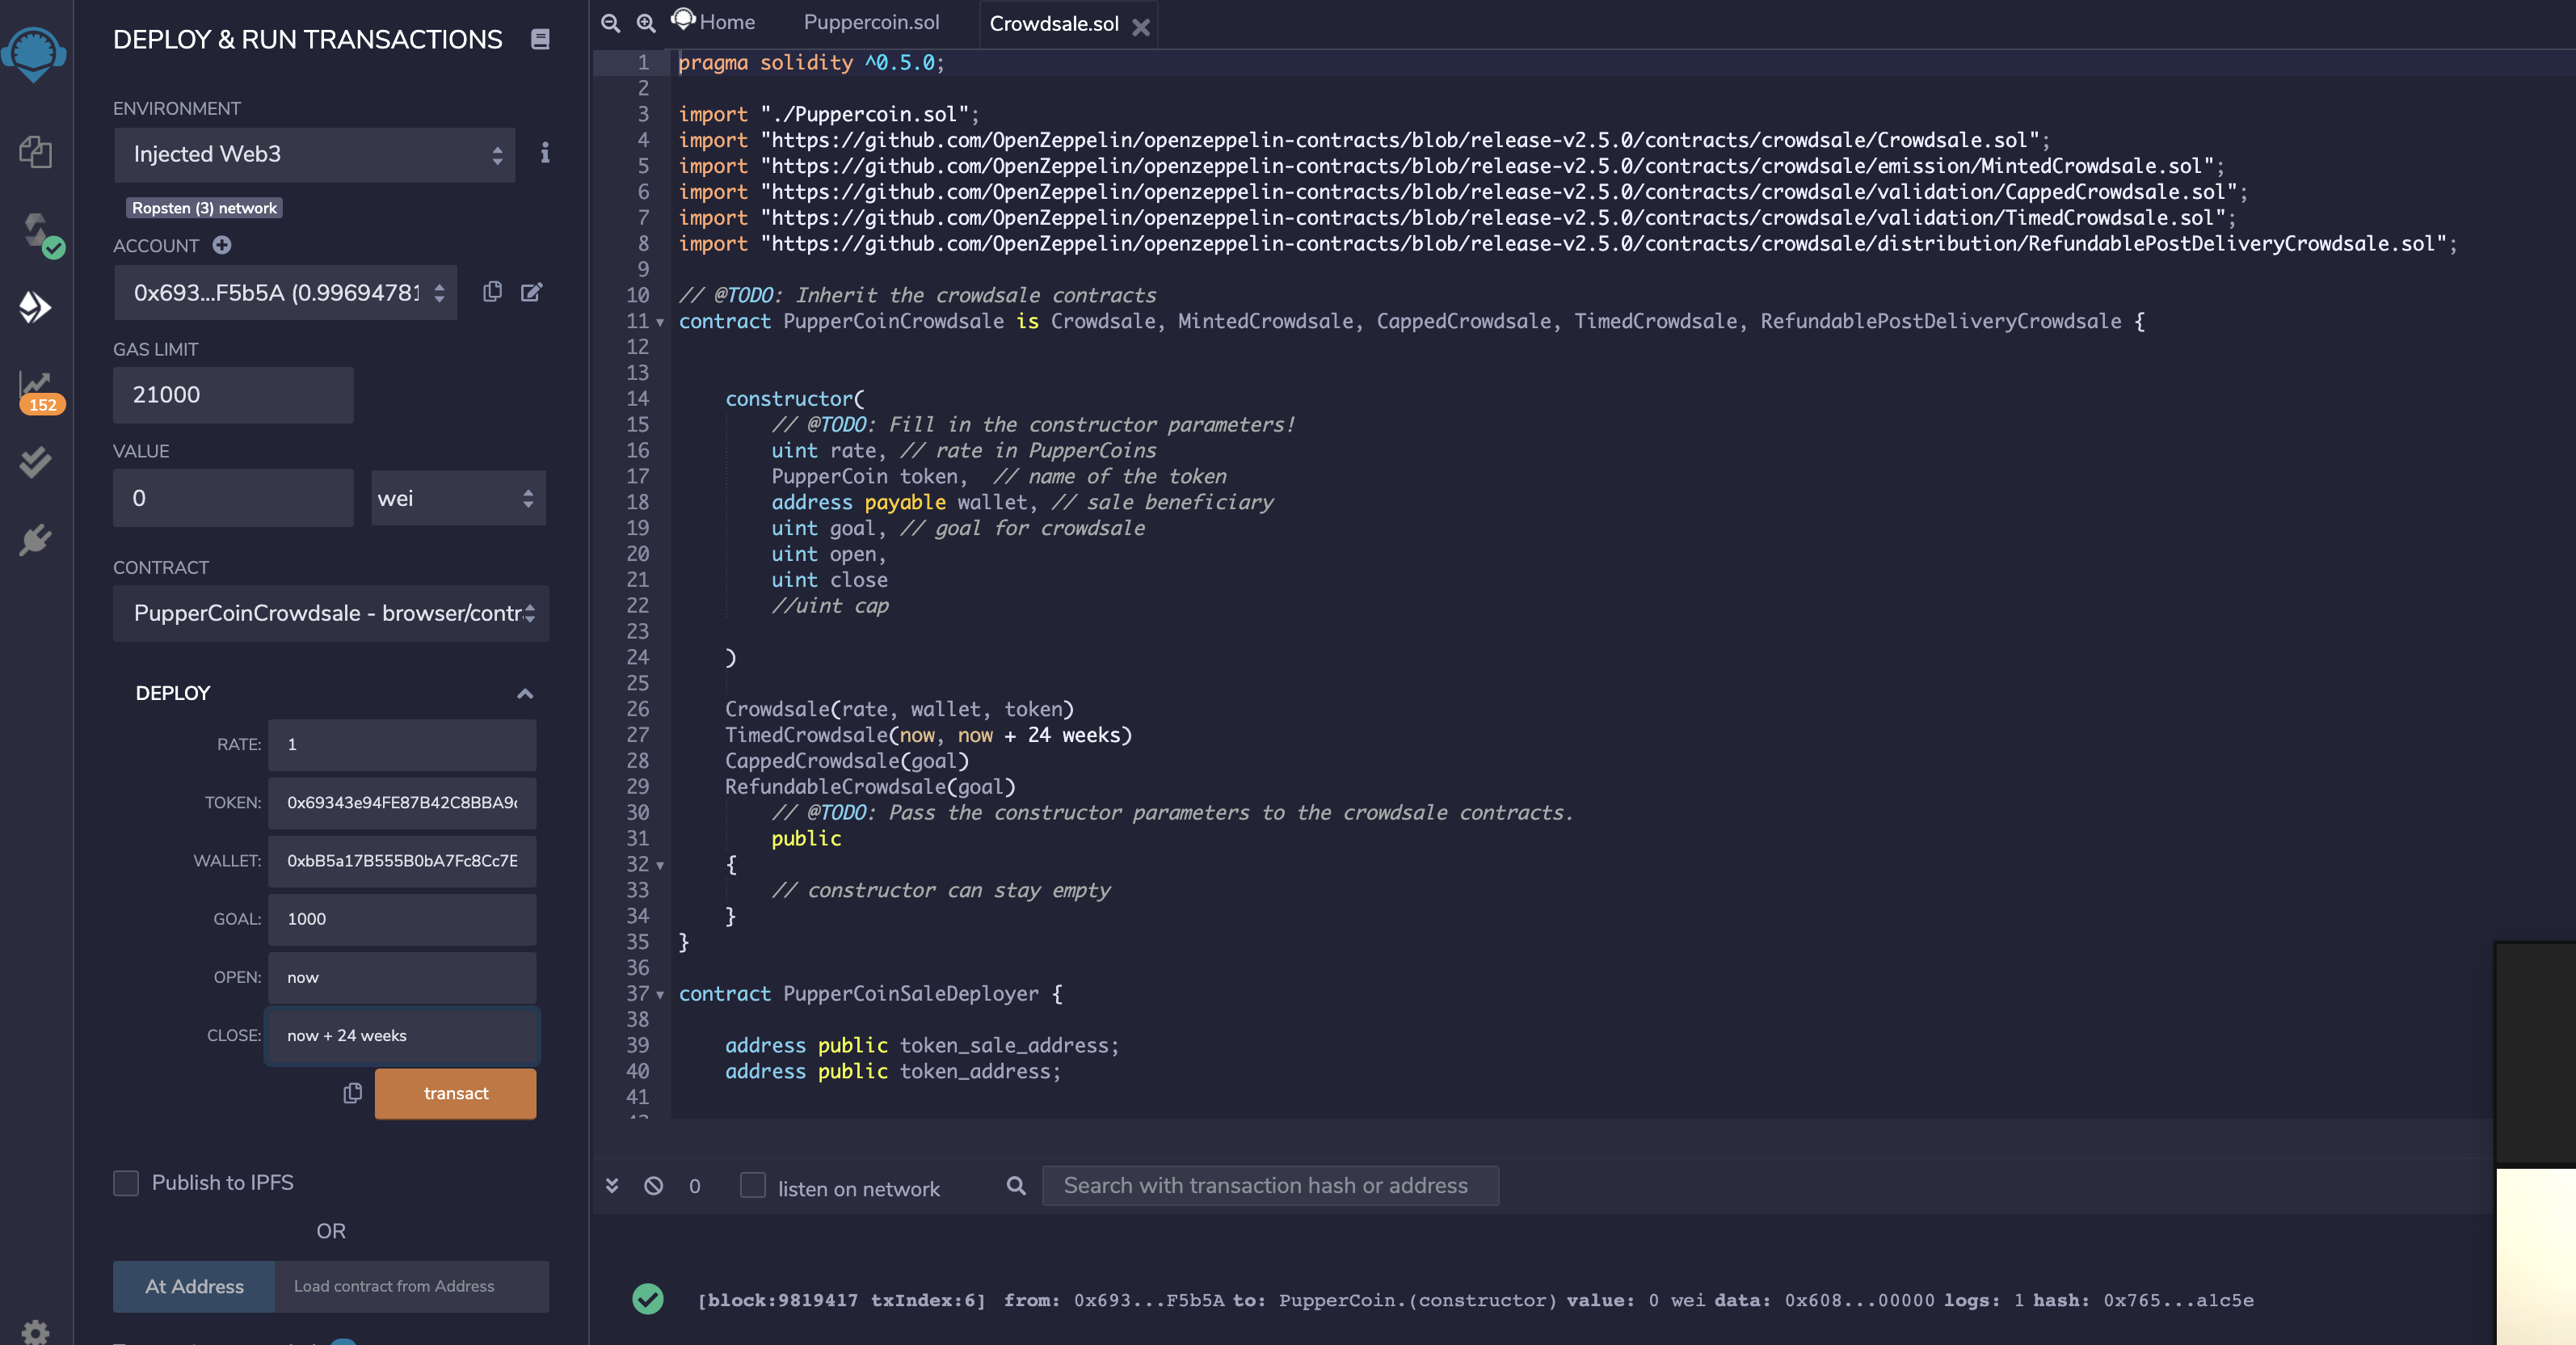 DEPLOY & RUN TRANSACTIONS
ENVIRONMENT
Injected Web3
Ropsten (3) network
ACCOUNT
0x693...F5b5A (0.99694781
GAS LIMIT
21000
VALUE
0
wei
CONTRACT
PupperCoinCrowdsale - browser/contr
DEPLOY
RATE: 1
TOKEN: 0x69343e94FE87B42C8BBA9
WALLET: 0xbB5a17B555B0bA7Fc8Cc7E
GOAL: 1000
OPEN: now
CLOSE: now + 24 weeks
transact
Publish to IPFS
OR
At Address
Load contract from Address
152
Home
Puppercoin.sol
Crowdsale.sol
1 pragma solidity ^0.5.0;
2
3 import "./Puppercoin.sol";
4 import "https://github.com/OpenZeppelin/openzeppelin-contracts/blob/release-v2.5.0/contracts/crowdsale/Crowdsale.sol";
5 import "https://github.com/OpenZeppelin/openzeppelin-contracts/blob/release-v2.5.0/contracts/crowdsale/emission/MintedCrowdsale.sol";
6 import "https://github.com/OpenZeppelin/openzeppelin-contracts/blob/release-v2.5.0/contracts/crowdsale/validation/CappedCrowdsale.sol";
7 import "https://github.com/OpenZeppelin/openzeppelin-contracts/blob/release-v2.5.0/contracts/crowdsale/validation/TimedCrowdsale.sol";
8 import "https://github.com/OpenZeppelin/openzeppelin-contracts/blob/release-v2.5.0/contracts/crowdsale/distribution/RefundablePostDeliveryCrowdsale.sol";
9
10 // @TODO: Inherit the crowdsale contracts
11 contract PupperCoinCrowdsale is Crowdsale, MintedCrowdsale, CappedCrowdsale, TimedCrowdsale, RefundablePostDeliveryCrowdsale {
12
13
14 constructor(
15 // @TODO: Fill in the constructor parameters!
16 uint rate, // rate in PupperCoins
17 PupperCoin token, // name of the token
18 address payable wallet, // sale beneficiary
19 uint goal, // goal for crowdsale
20 uint open,
21 uint close
22 //uint cap
23
24 )
25
26 Crowdsale(rate, wallet, token)
27 TimedCrowdsale(now, now + 24 weeks)
28 CappedCrowdsale(goal)
29 RefundableCrowdsale(goal)
30 // @TODO: Pass the constructor parameters to the crowdsale contracts.
31 public
32 {
33 // constructor can stay empty
34 }
35 }
36
37 contract PupperCoinSaleDeployer {
38
39 address public token_sale_address;
40 address public token_address;
41
0
listen on network
Search with transaction hash or address
[block:9819417 txIndex:6] from: 0x693...F5b5A to: PupperCoin.(constructor) value: 0 wei data: 0x608...00000 logs: 1 hash: 0x765...a1c5e